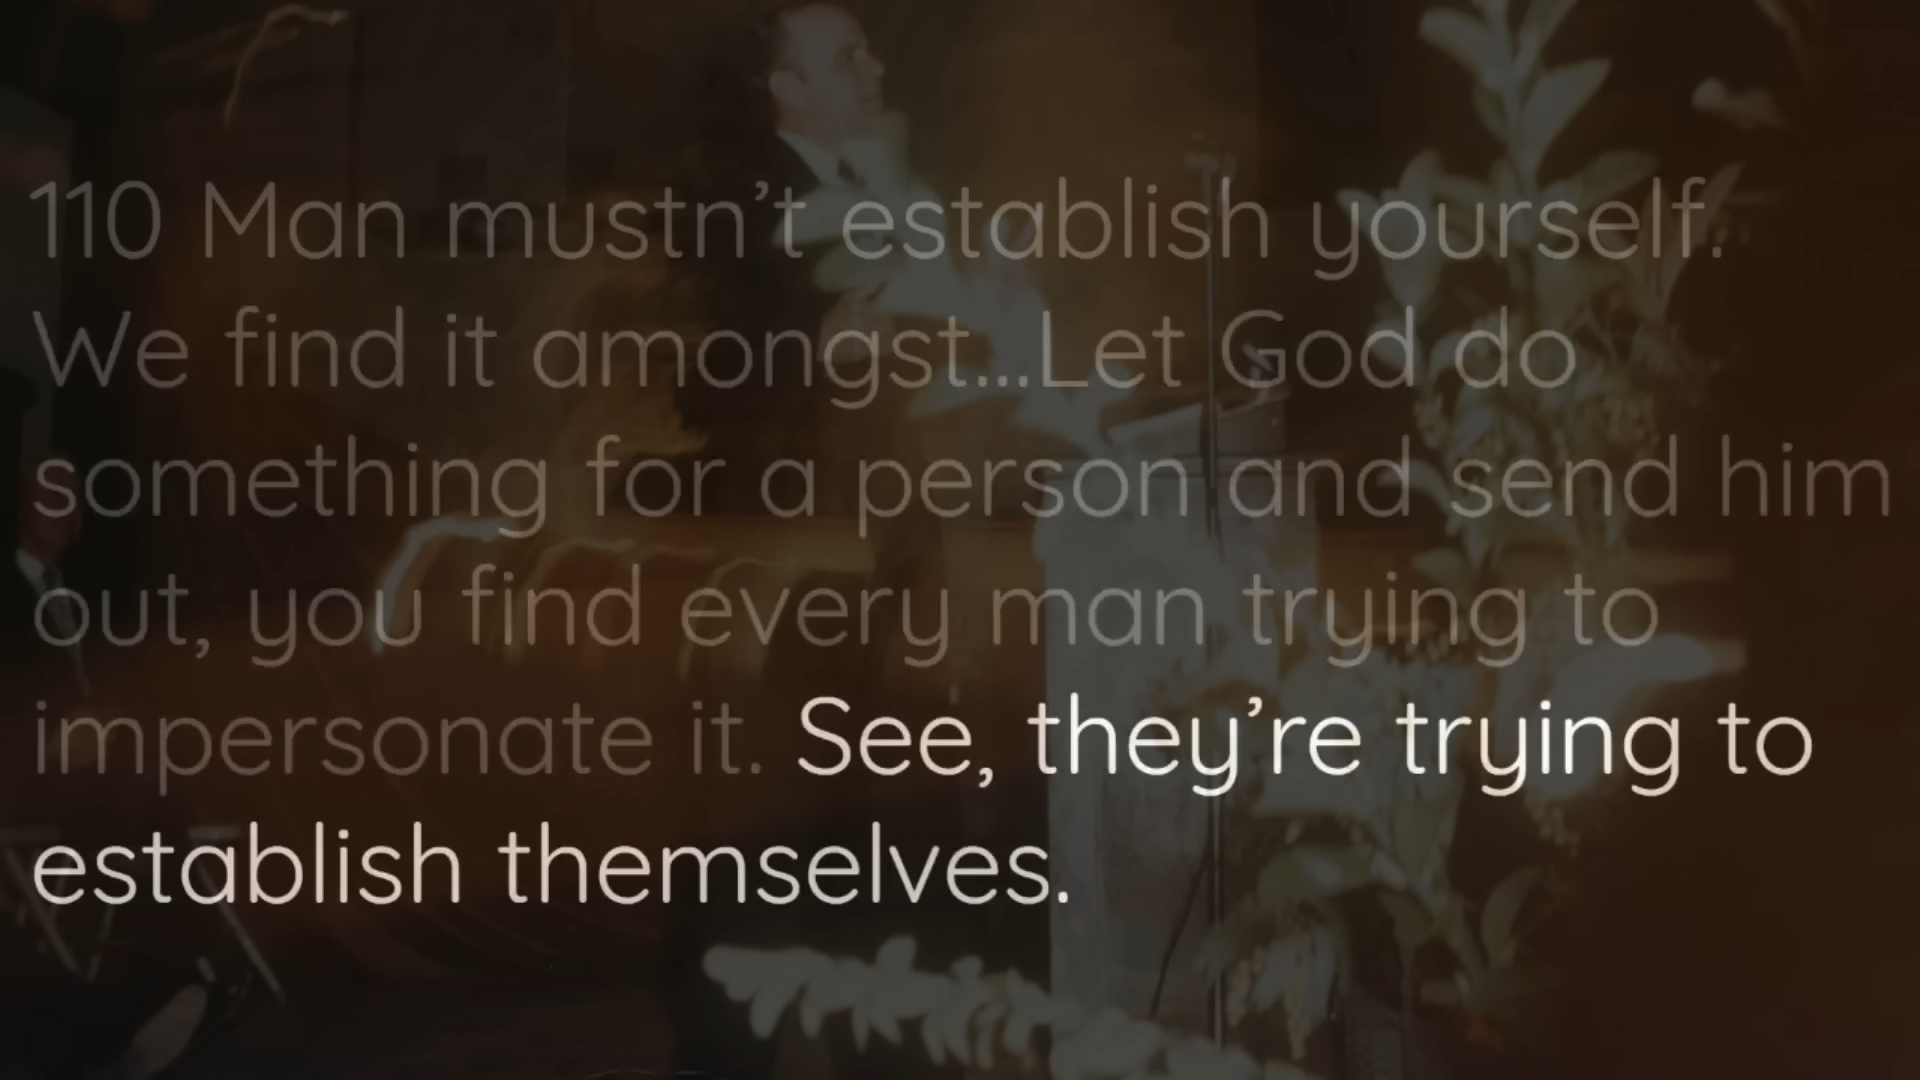 110 Man mustn’t establish yourself.
We find it amongst...Let God do
something for a person and send him
out, you find every man trying to
impersonate it. See, they’re trying to
establish themselves.